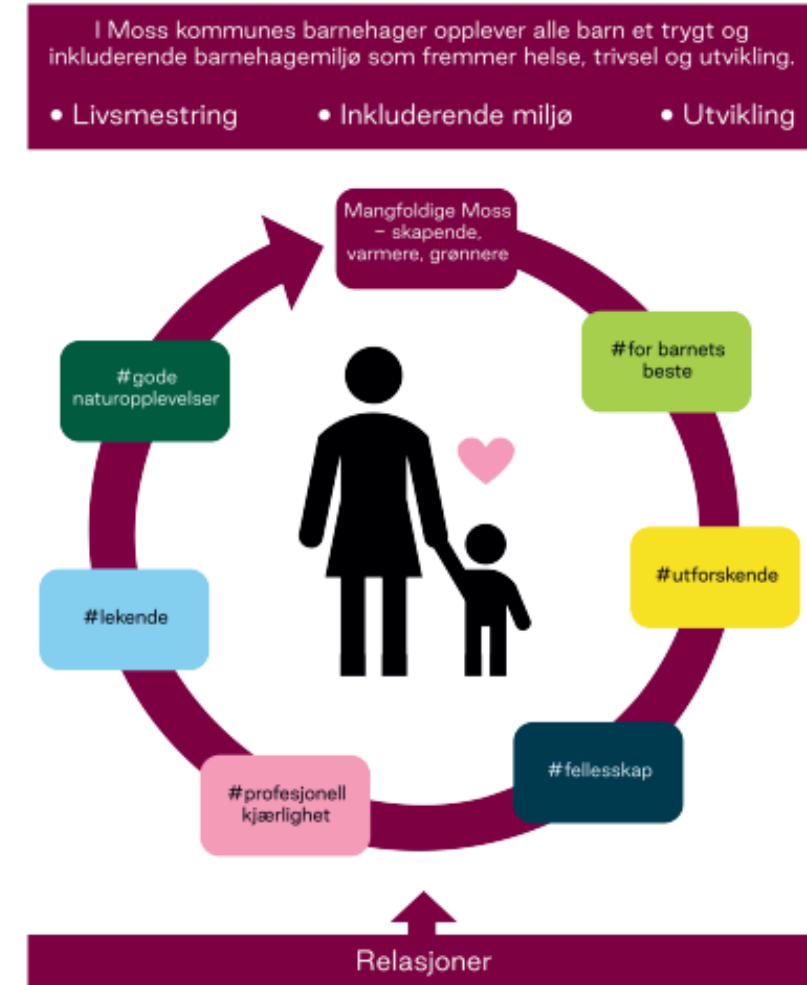 I Moss kommunes barnehager opplever alle barn et trygt og
inkluderende barnehagemiljø som fremmer helse, trivsel og utvikling.
• Livsmestring • Inkluderende miljø • Utvikling
Mangfoldige Moss
– skapende,
varmere, grønnere
#for barnets
beste
#utforskende
#fellesskap
#profesjonell
kjærlighet
#lekende
#gode
naturopplevelser
Relasjoner